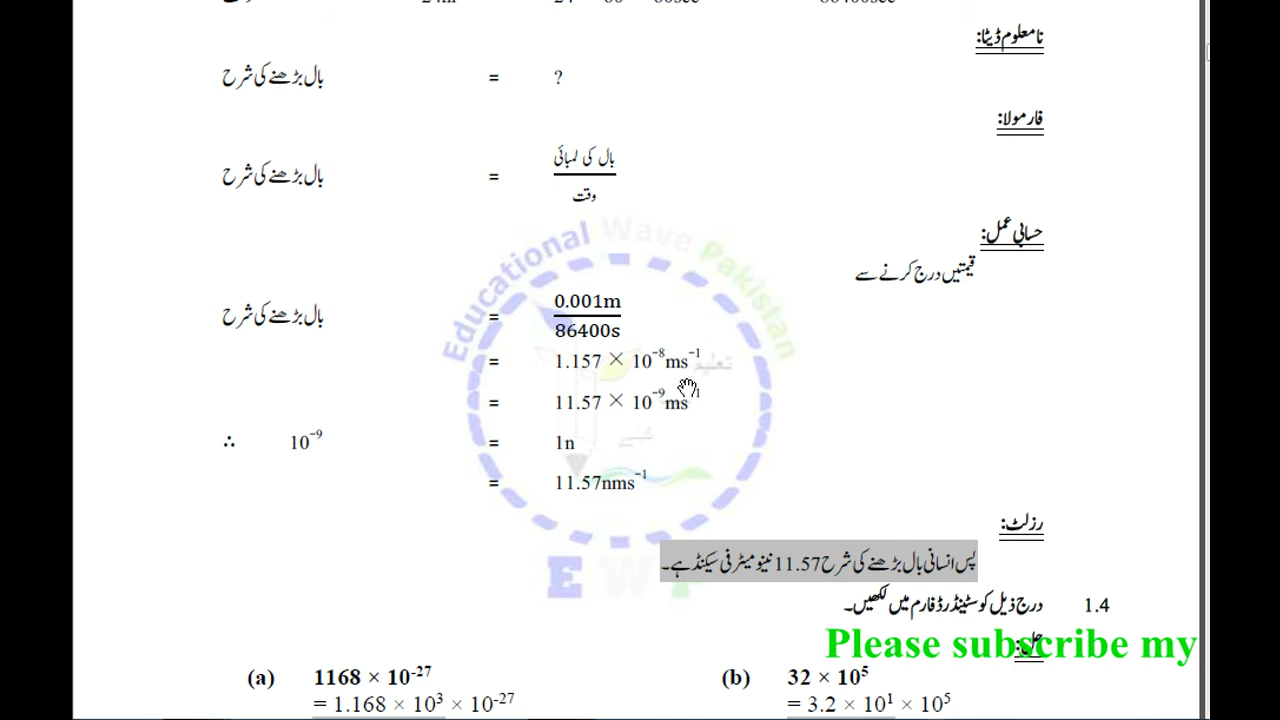 نامعلوم ڈیٹا:
بال بڑھنے کی شرح = ?
فارمولا:
بال بڑھنے کی شرح = بال کی لمبائی
وقت
حسابی عمل:
قیمتیں درج کرنے سے
بال بڑھنے کی شرح = 0.001m
86400s
= 1.157 × 10⁻⁸ms⁻¹
= 11.57 × 10⁻⁹ms⁻¹
∴ 10⁻⁹ = 1n
= 11.57nms⁻¹
رزلٹ:
پس انسانی بال بڑھنے کی شرح 11.57 نینو میٹر فی سیکنڈ ہے۔
1.4 درج ذیل کو سٹینڈرڈ فارم میں لکھیں۔
حل:
Please subscribe my
(a) 1168 × 10⁻²⁷ (b) 32 × 10⁵
= 1.168 × 10³ × 10⁻²⁷ = 3.2 × 10¹ × 10⁵
Educational Wave Pakistan
E W